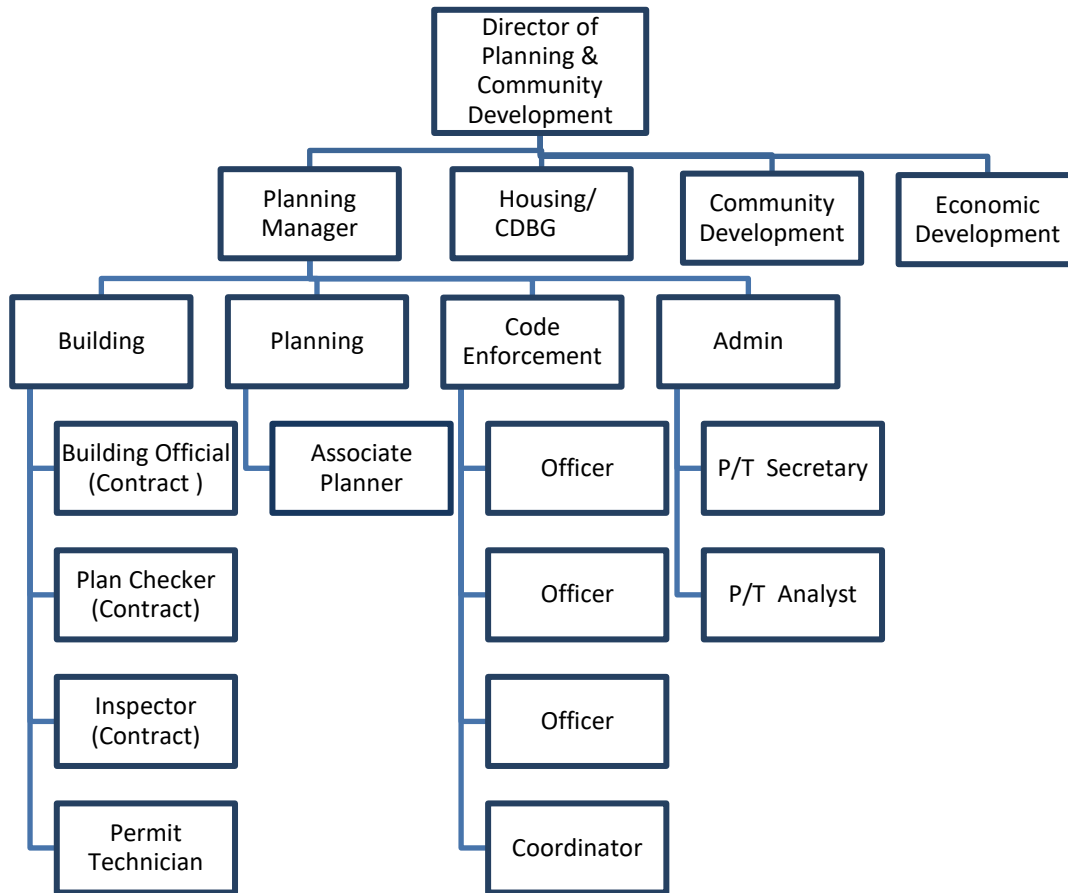 Director of
Planning &
Community
Development
Planning
Manager
Housing/
CDBG
Community
Development
Economic
Development
Building
Planning
Code
Enforcement
Admin
Building Official
(Contract )
Associate
Planner
Officer
P/T  Secretary
Plan Checker
(Contract)
Officer
P/T  Analyst
Inspector
(Contract)
Officer
Permit
Technician
Coordinator